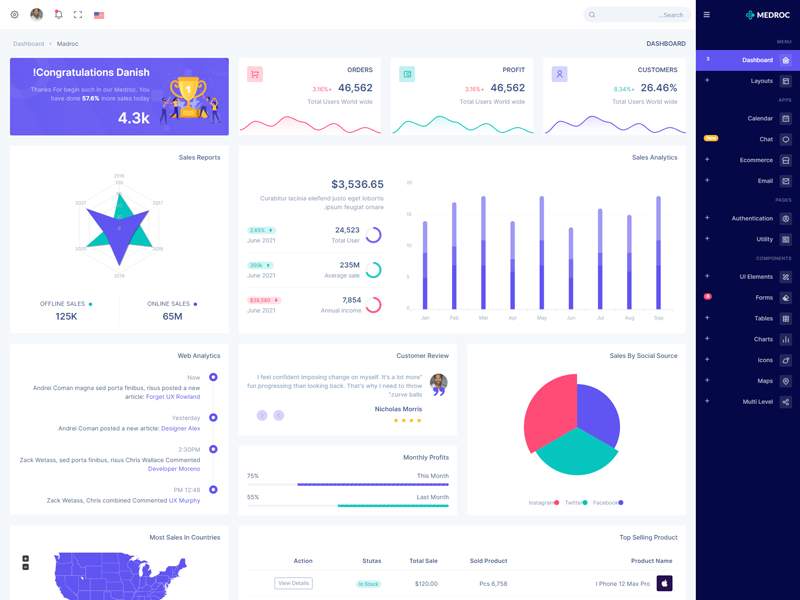 Search...
MEDROC
Dashboard
Madroc
DASHBOARD
MENU
Dashboard
Layouts
APPS
Calendar
New
Chat
Ecommerce
Email
PAGES
Authentication
Utility
COMPONENTS
UI Elements
Forms
Tables
Charts
Icons
Maps
Multi Level
!Congratulations Danish
Thanks For begin such in our Medroc. You
have done 57.6% more sales today
4.3k
1
ORDERS
3.16%+ 46,562
Total Users World wide
PROFIT
3.16%+ 46,562
Total Users World wide
CUSTOMERS
8.34%+ 26.46%
Total Users World wide
Sales Reports
2016
2017
2018
2019
2020
2021
OFFLINE SALES
125K
ONLINE SALES
65M
Sales Analytics
$3,536.65
Curabitur lacinia eleifend justo eget lobortis
.ipsum feugiat ornare
2.65%
24,523
June 2021
Total User
350k
235M
June 2021
Avarage sale
$38,580
7,854
June 2021
Annual income
20
15
10
5
0
Jan
Feb
Mar
Apr
May
Jun
Jul
Aug
Sep
Web Analytics
Now
Andrei Coman magna sed porta finibus, risus posted a new
article: Forget UX Rowland
Yesterday
Andrei Coman posted a new article: Designer Alex
2:30PM
Zack Wetass, sed porta finibus, risus Chris Wallace Commented
Developer Moreno
PM 12:48
Zack Wetass, Chris combined Commented UX Murphy
Customer Review
I feel confident imposing change on myself. It's a lot more"
fun progressing than looking back. That's why I need to throw
".curve balls
Nicholas Morris
Monthly Profits
75%
This Month
55%
Last Month
Sales By Social Source
Instagram
Twitter
Facebook
Most Sales In Countries
+
-
Top Selling Product
Action
Stutas
Total Sale
Sold Product
Product Name
View Details
In Stock
$120.00
Pcs 6,758
I Phone 12 Max Pro